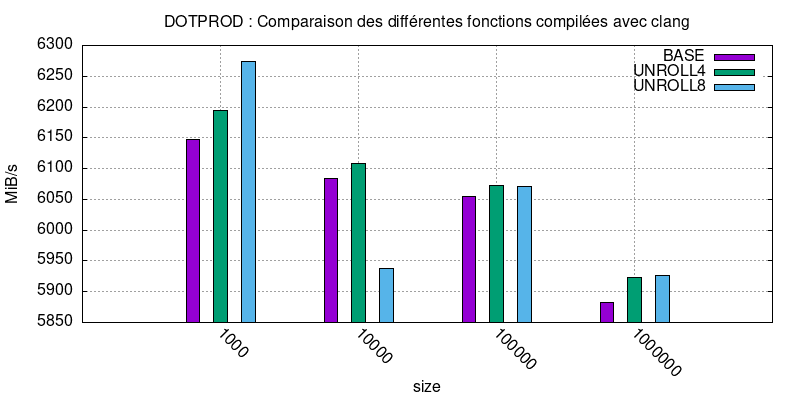 DOTPROD : Comparaison des différentes fonctions compilées avec clang
BASE
UNROLL4
UNROLL8
MiB/s
6300
6250
6200
6150
6100
6050
6000
5950
5900
5850
1000
10000
100000
1000000
size